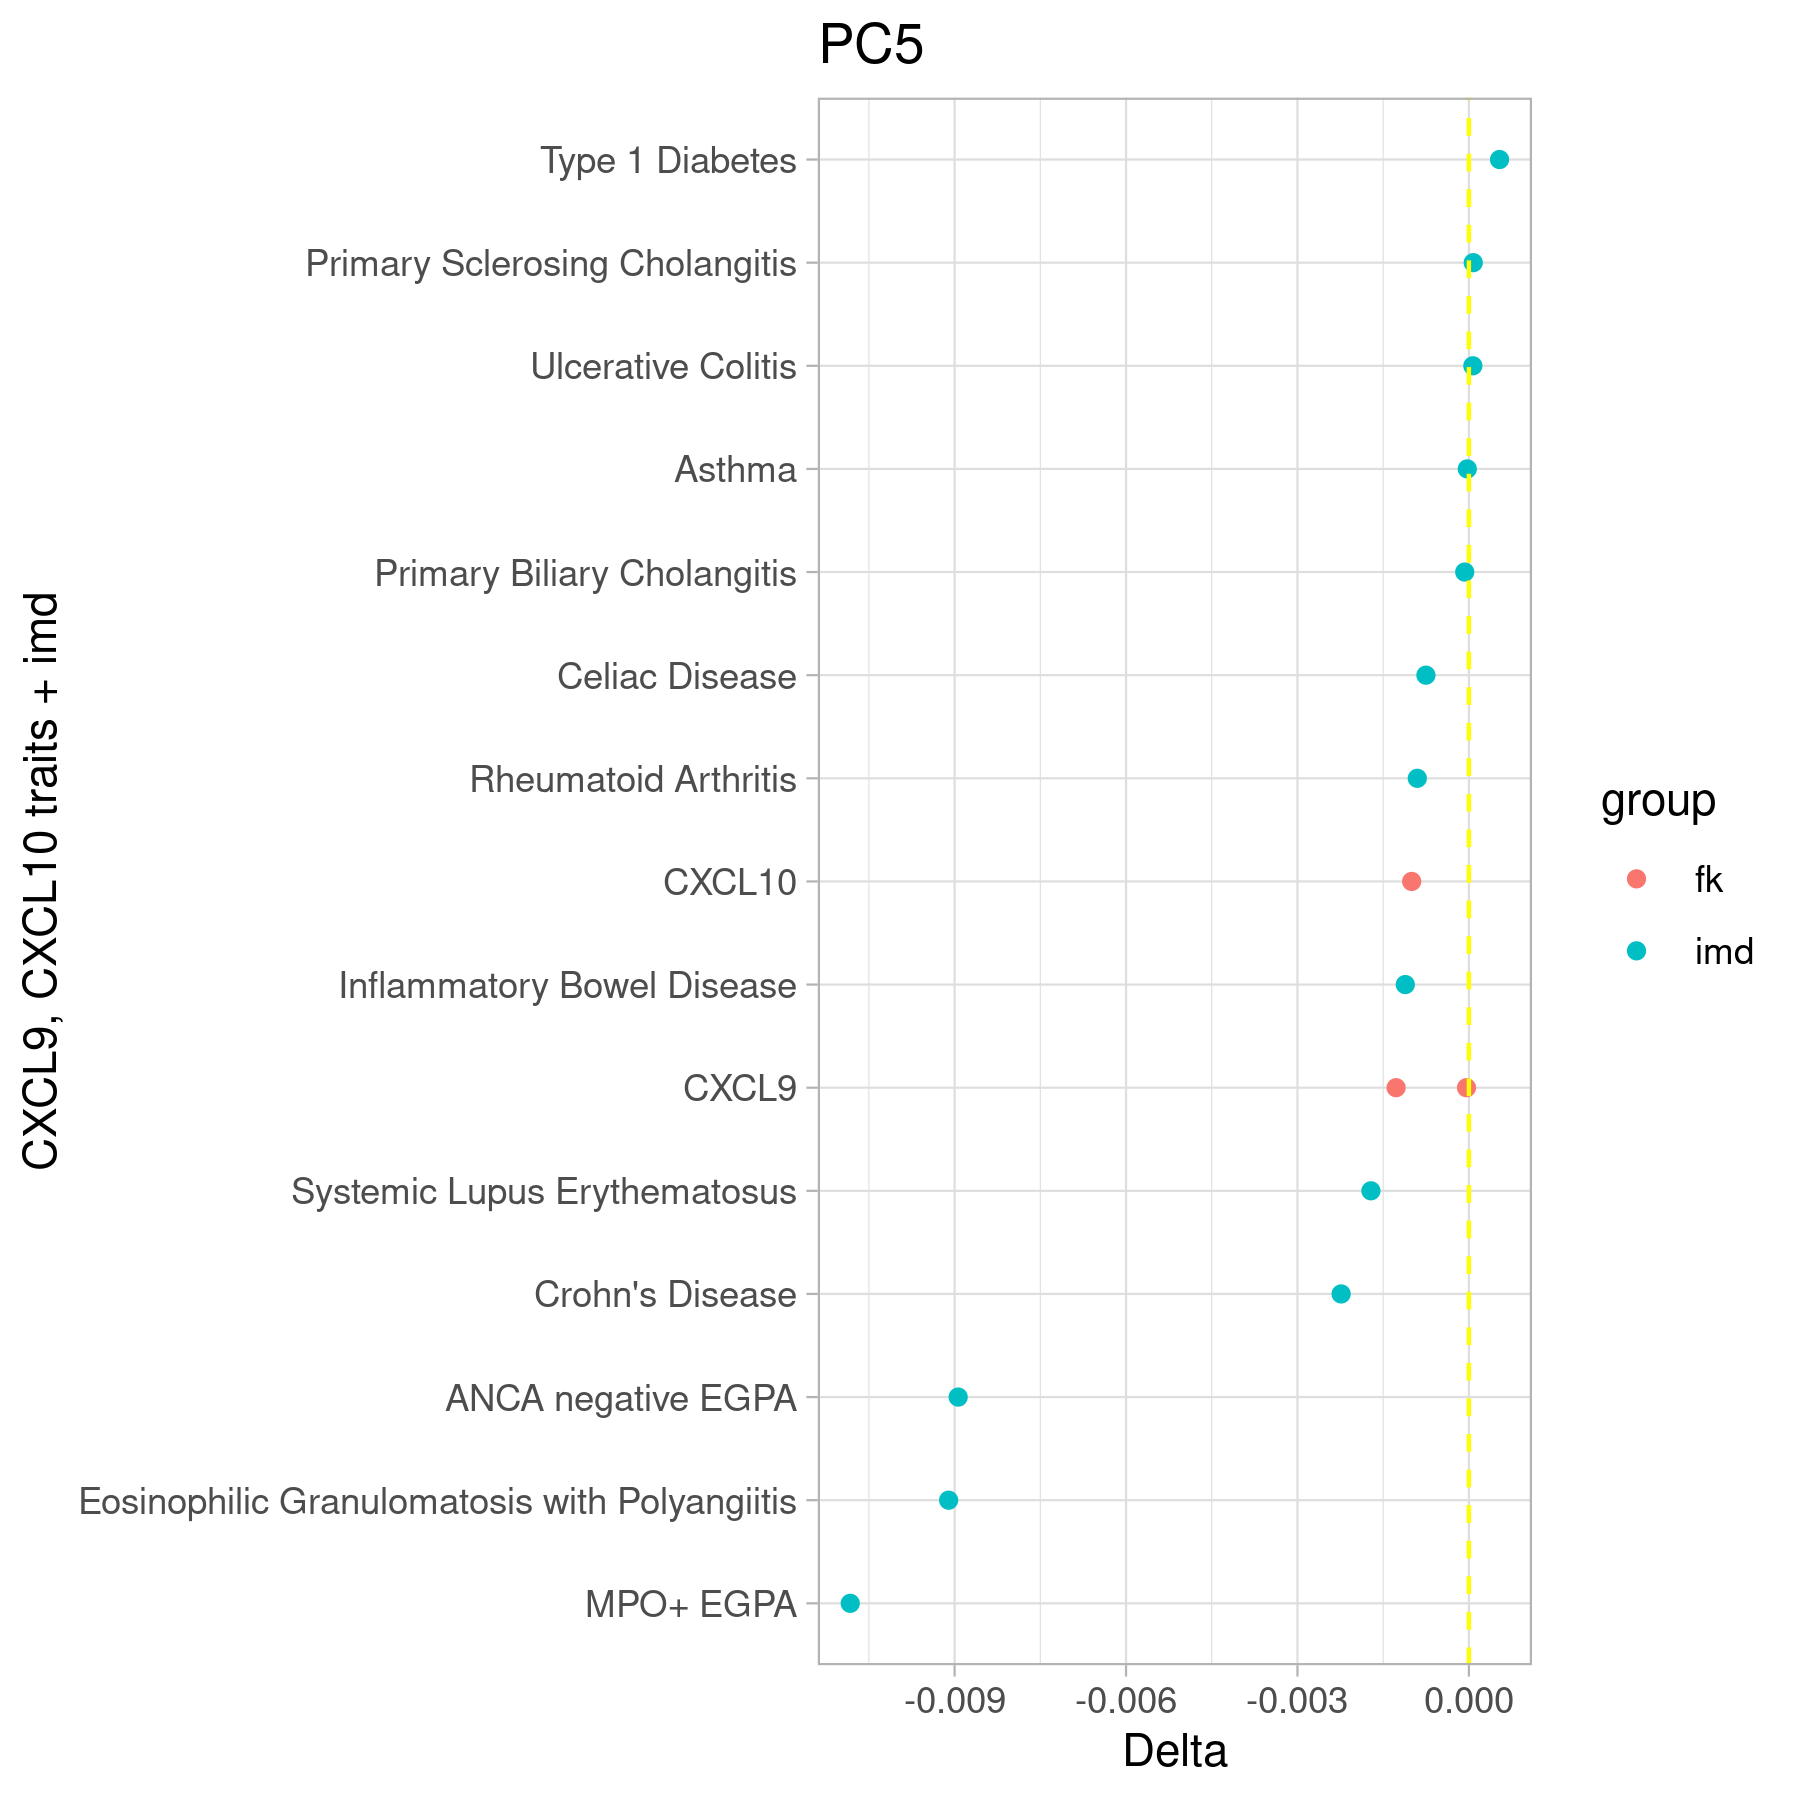 PC5
Type 1 Diabetes
Primary Sclerosing Cholangitis
Ulcerative Colitis
Asthma
Primary Biliary Cholangitis
Celiac Disease
Rheumatoid Arthritis
CXCL10
Inflammatory Bowel Disease
CXCL9
Systemic Lupus Erythematosus
Crohn's Disease
ANCA negative EGPA
Eosinophilic Granulomatosis with Polyangiitis
MPO+ EGPA
CXCL9, CXCL10 traits + imd
-0.009
-0.006
-0.003
0.000
Delta
group
fk
imd